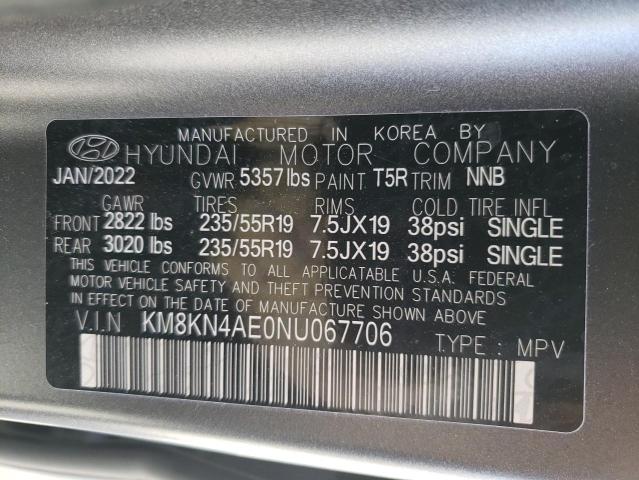 MANUFACTURED IN KOREA BY
HYUNDAI MOTOR COMPANY
JAN/2022 GVWR 5357 lbs PAINT T5R TRIM NNB
GAWR TIRES RIMS COLD TIRE INFL
FRONT 2822 lbs 235/55R19 7.5JX19 38psi SINGLE
REAR 3020 lbs 235/55R19 7.5JX19 38psi SINGLE
THIS VEHICLE CONFORMS TO ALL APPLICABLE U.S.A. FEDERAL
MOTOR VEHICLE SAFETY AND THEFT PREVENTION STANDARDS
IN EFFECT ON THE DATE OF MANUFACTURE SHOWN ABOVE.
V.I.N KM8KN4AE0NU067706 TYPE : MPV